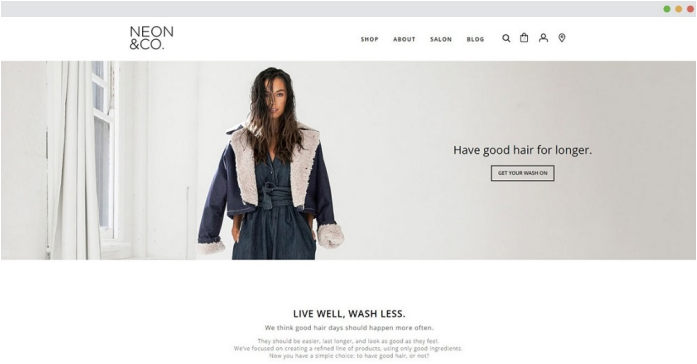 NEON
&CO.
SHOP ABOUT SALON BLOG
Have good hair for longer.
GET YOUR WASH ON
LIVE WELL, WASH LESS.
We think good hair days should happen more often.
They should be easier, last longer, and look as good as they feel.
We've focused on creating a refined line of products, using only good ingredients.
Now you have a simple choice; to have good hair, or not?